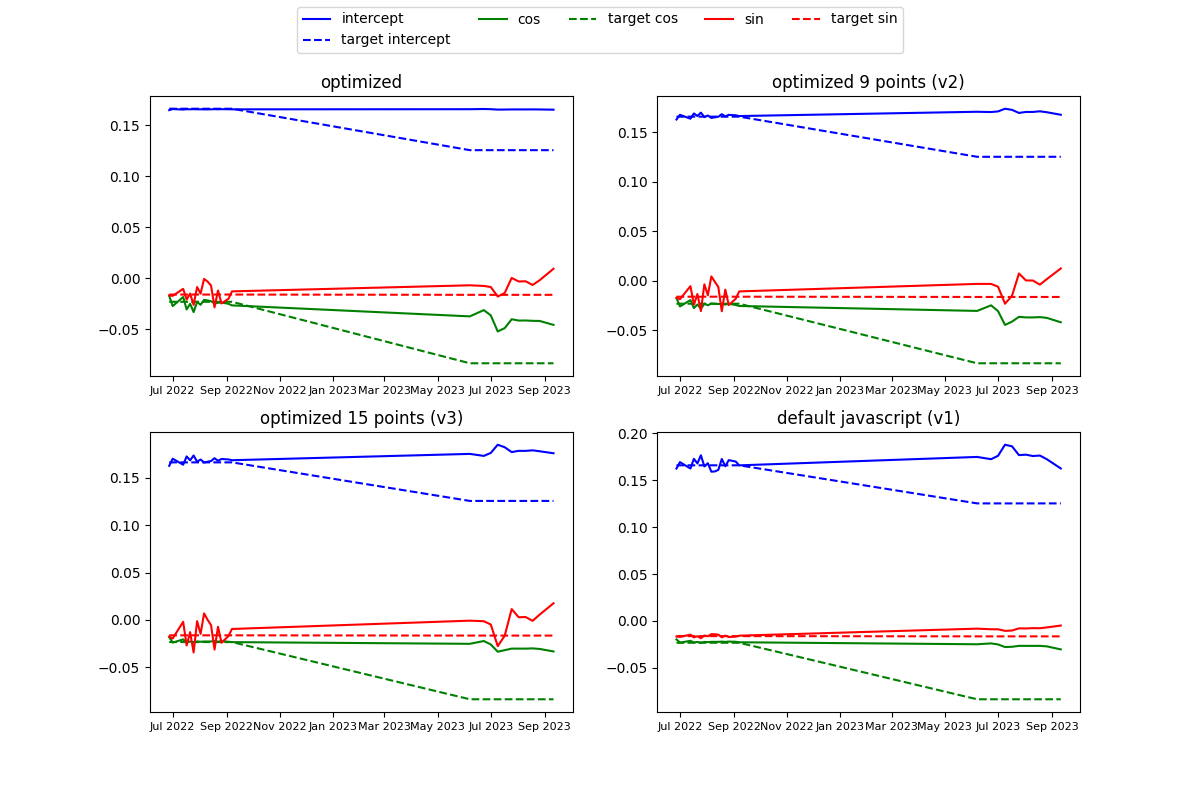 intercept cos target cos sin target sin
target intercept
optimized
0.15
0.10
0.05
0.00
−0.05
Jul 2022 Sep 2022 Nov 2022 Jan 2023 Mar 2023 May 2023 Jul 2023 Sep 2023
optimized 9 points (v2)
0.15
0.10
0.05
0.00
−0.05
Jul 2022 Sep 2022 Nov 2022 Jan 2023 Mar 2023 May 2023 Jul 2023 Sep 2023
optimized 15 points (v3)
0.15
0.10
0.05
0.00
−0.05
Jul 2022 Sep 2022 Nov 2022 Jan 2023 Mar 2023 May 2023 Jul 2023 Sep 2023
default javascript (v1)
0.20
0.15
0.10
0.05
0.00
−0.05
Jul 2022 Sep 2022 Nov 2022 Jan 2023 Mar 2023 May 2023 Jul 2023 Sep 2023